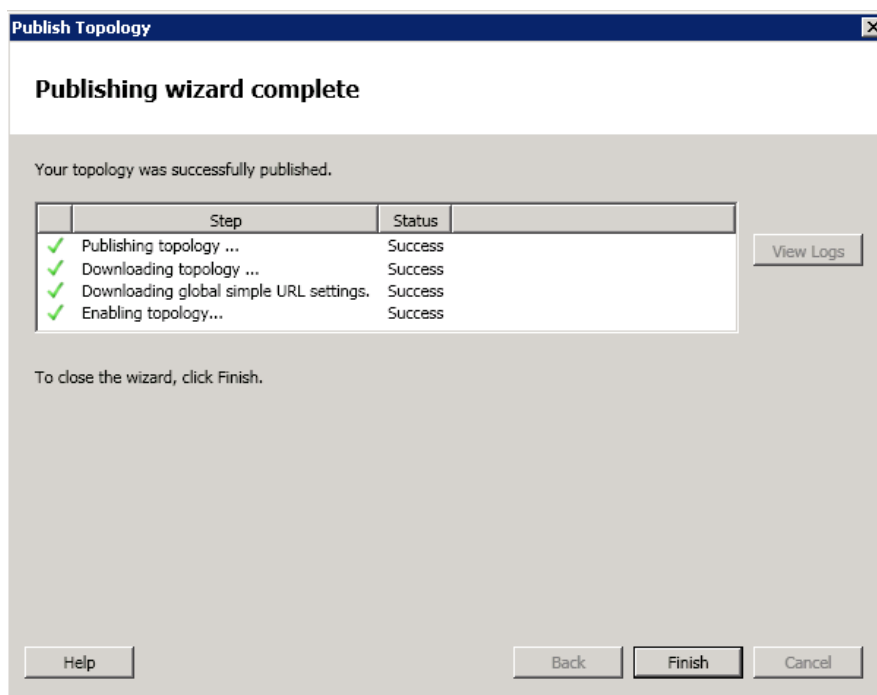 Publish Topology
Publishing wizard complete
Your topology was successfully published.
Step Status
Publishing topology ... Success
Downloading topology ... Success
Downloading global simple URL settings. Success
Enabling topology... Success
View Logs
To close the wizard, click Finish.
Help Back Finish Cancel